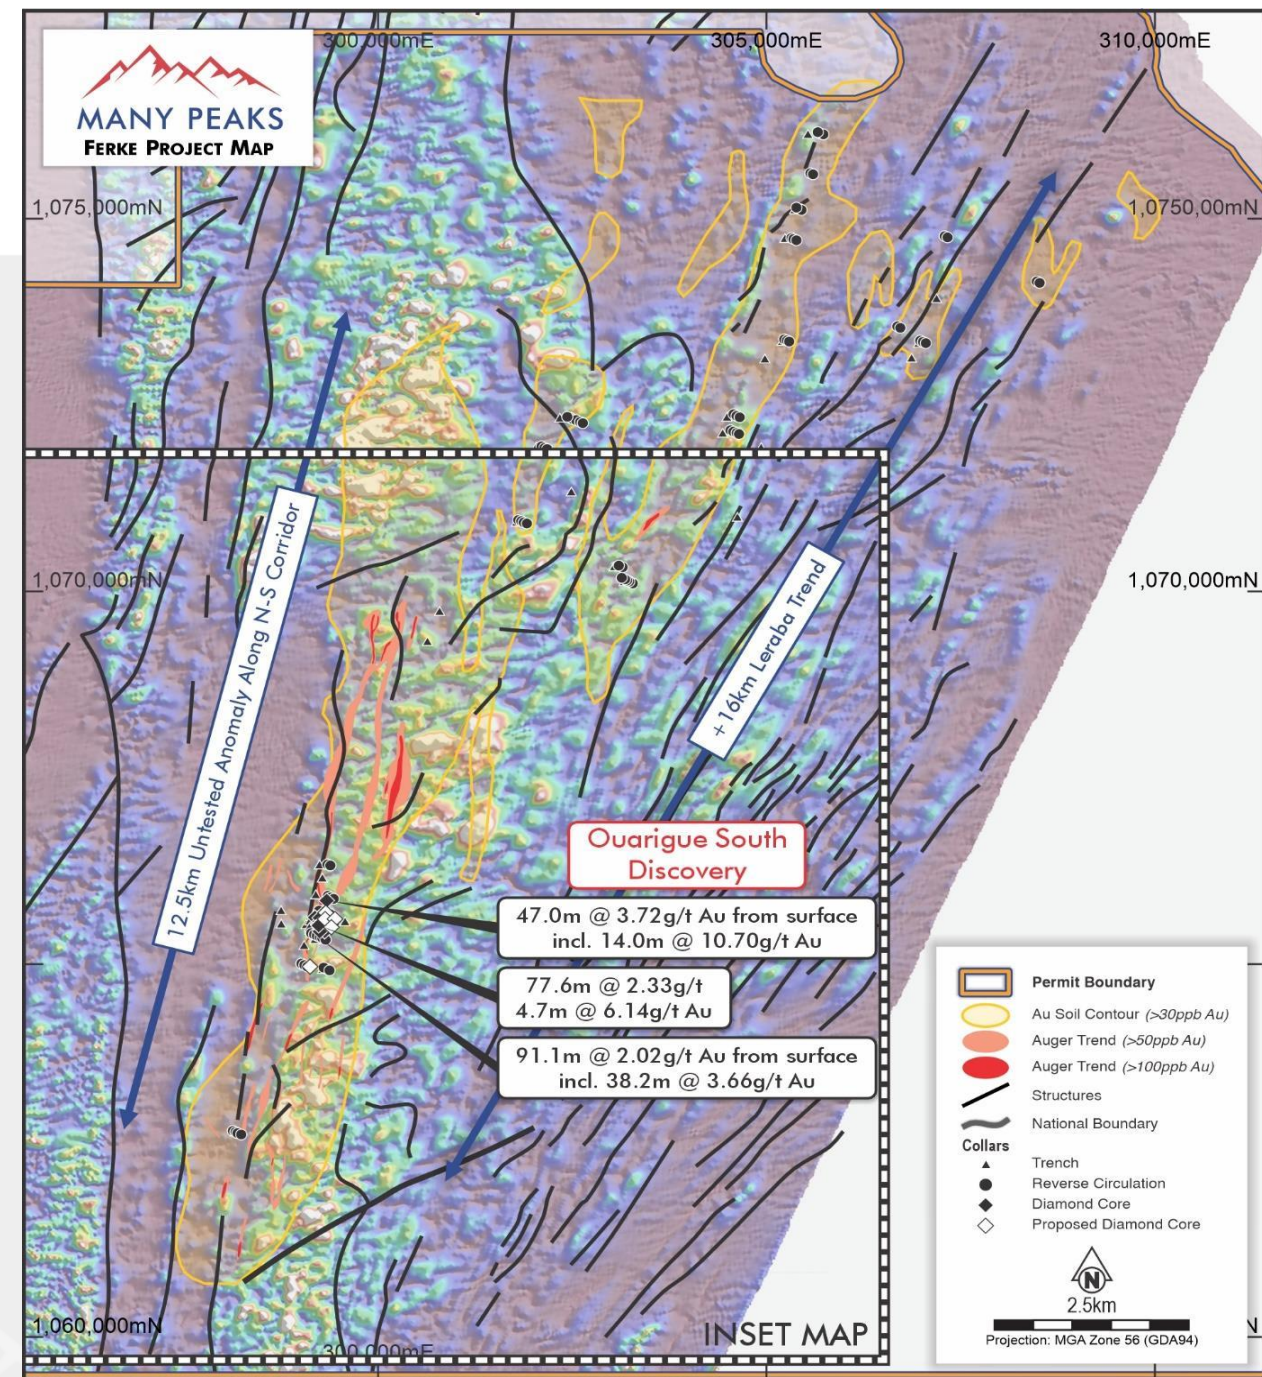 300,000mE
305,000mE
310,000mE
MANY PEAKS
FERKE PROJECT MAP
1,075,000mN
1,0750,00mN
12.5km Untested Anomaly Along N-S Corridor
1,070,000mN
1,070,000mN
+16km Leraba Trend
Ouarigue South
Discovery
47.0m @ 3.72g/t Au from surface
incl. 14.0m @ 10.70g/t Au
77.6m @ 2.33g/t
4.7m @ 6.14g/t Au
91.1m @ 2.02g/t Au from surface
incl. 38.2m @ 3.66g/t Au
Permit Boundary
Au Soil Contour (>30ppb Au)
Auger Trend (>50ppb Au)
Auger Trend (>100ppb Au)
Structures
National Boundary
Collars
Trench
Reverse Circulation
Diamond Core
Proposed Diamond Core
N
2.5km
Projection: MGA Zone 56 (GDA94)
1,060,000mN
N
300,000mE
INSET MAP